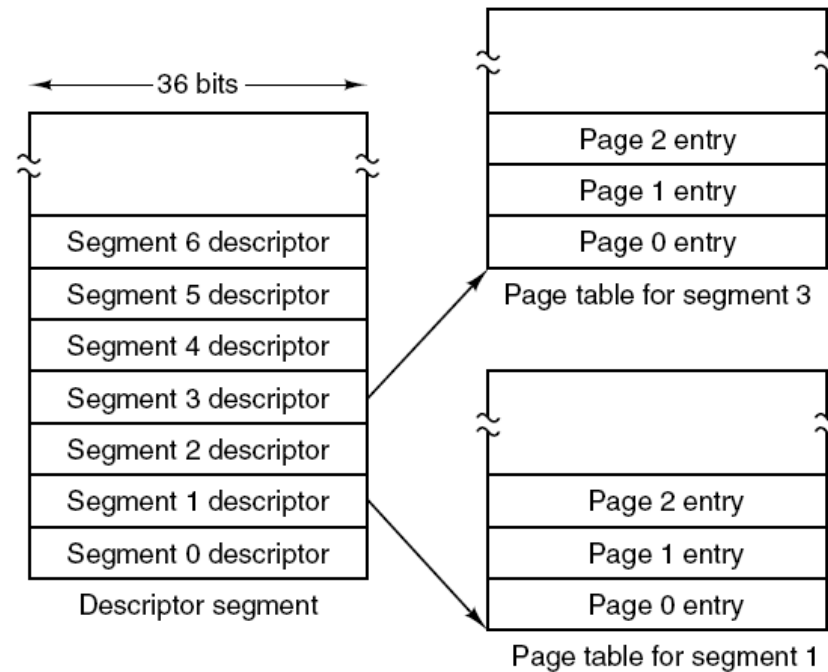 36 bits
Segment 6 descriptor
Segment 5 descriptor
Segment 4 descriptor
Segment 3 descriptor
Segment 2 descriptor
Segment 1 descriptor
Segment 0 descriptor
Descriptor segment
Page 2 entry
Page 1 entry
Page 0 entry
Page table for segment 3
Page 2 entry
Page 1 entry
Page 0 entry
Page table for segment 1